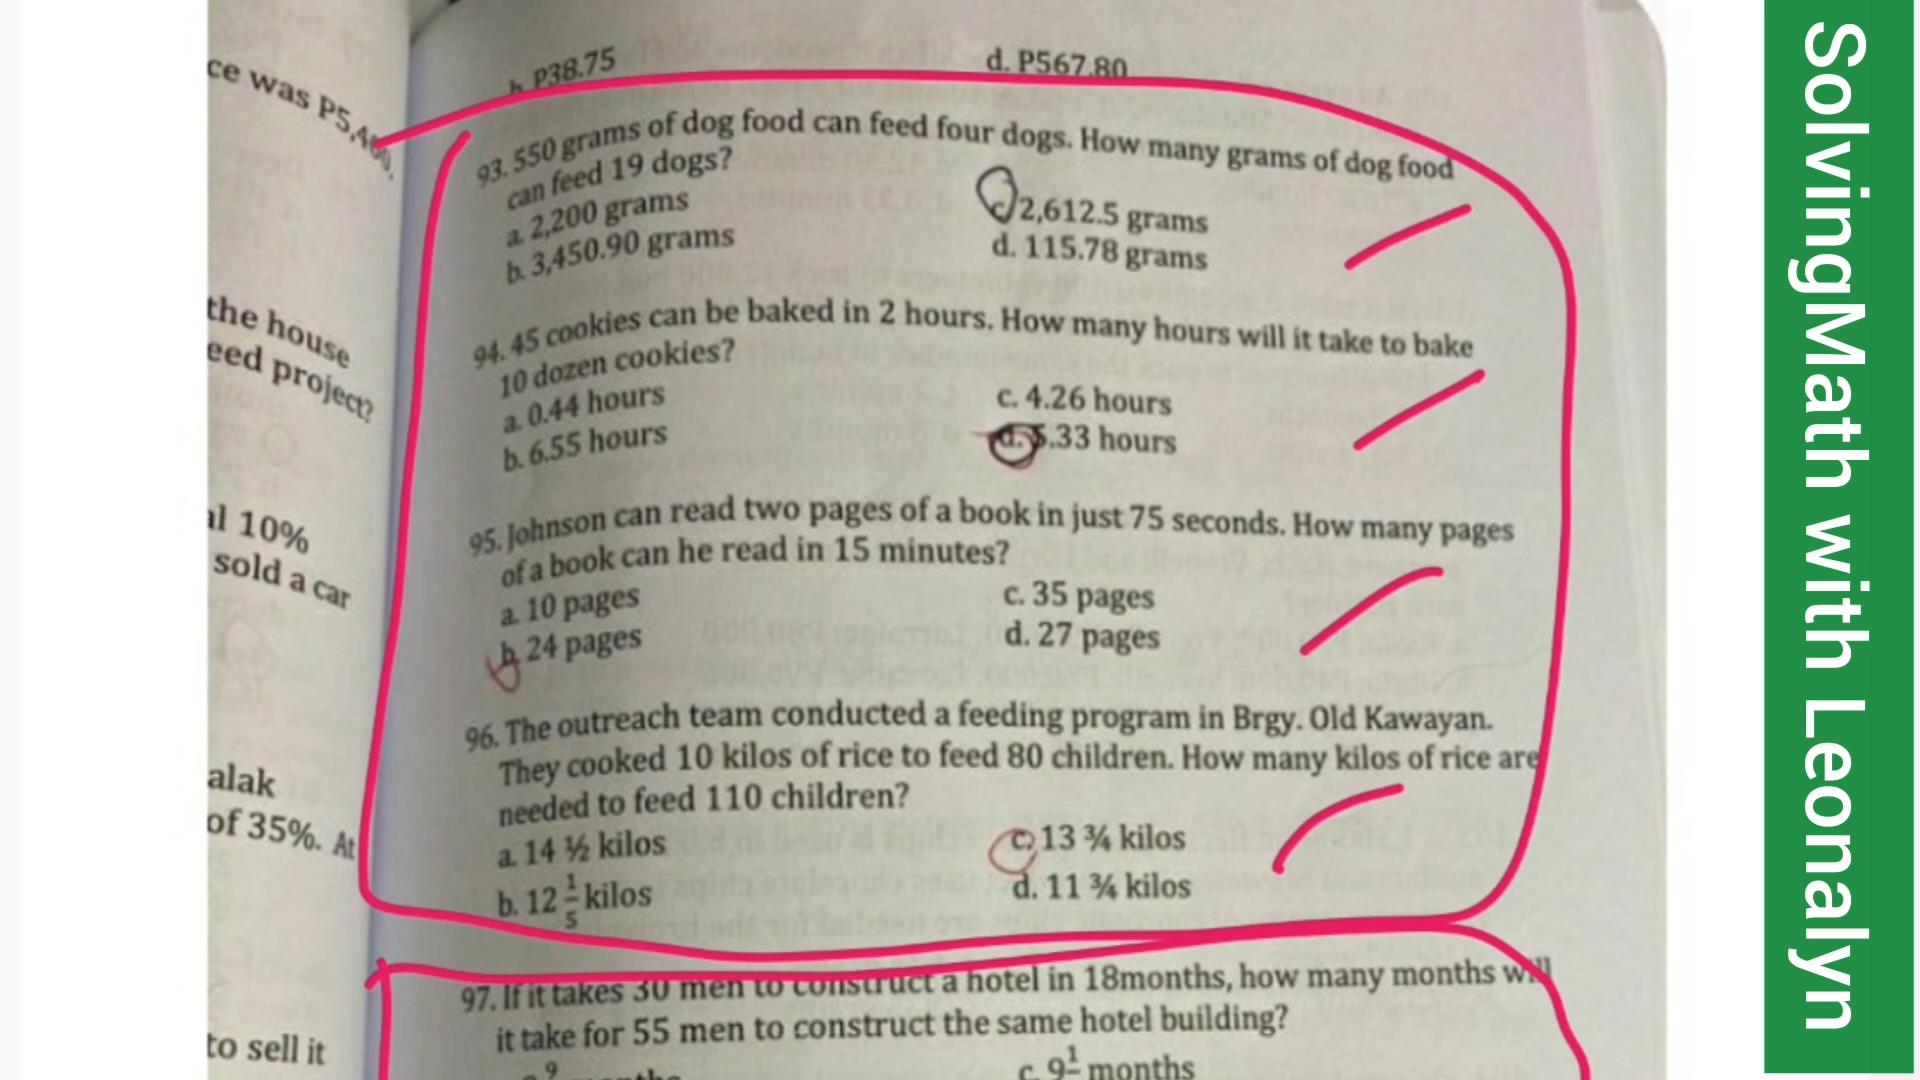 b. P38.75
d. P567.80
93. 550 grams of dog food can feed four dogs. How many grams of dog food
can feed 19 dogs?
a. 2,200 grams
b. 3,450.90 grams
c. 2,612.5 grams
d. 115.78 grams
94. 45 cookies can be baked in 2 hours. How many hours will it take to bake
10 dozen cookies?
a. 0.44 hours
b. 6.55 hours
c. 4.26 hours
d. 5.33 hours
95. Johnson can read two pages of a book in just 75 seconds. How many pages
of a book can he read in 15 minutes?
a. 10 pages
b. 24 pages
c. 35 pages
d. 27 pages
96. The outreach team conducted a feeding program in Brgy. Old Kawayan.
They cooked 10 kilos of rice to feed 80 children. How many kilos of rice are
needed to feed 110 children?
a. 14 ½ kilos
b. 12 1/5 kilos
c. 13 ¾ kilos
d. 11 ¾ kilos
97. If it takes 30 men to construct a hotel in 18months, how many months will
it take for 55 men to construct the same hotel building?
c. 9 months
ce was P5,460.
the house
eed project?
al 10%
sold a car
alak
of 35%. At
to sell it
SolvingMath with Leonalyn